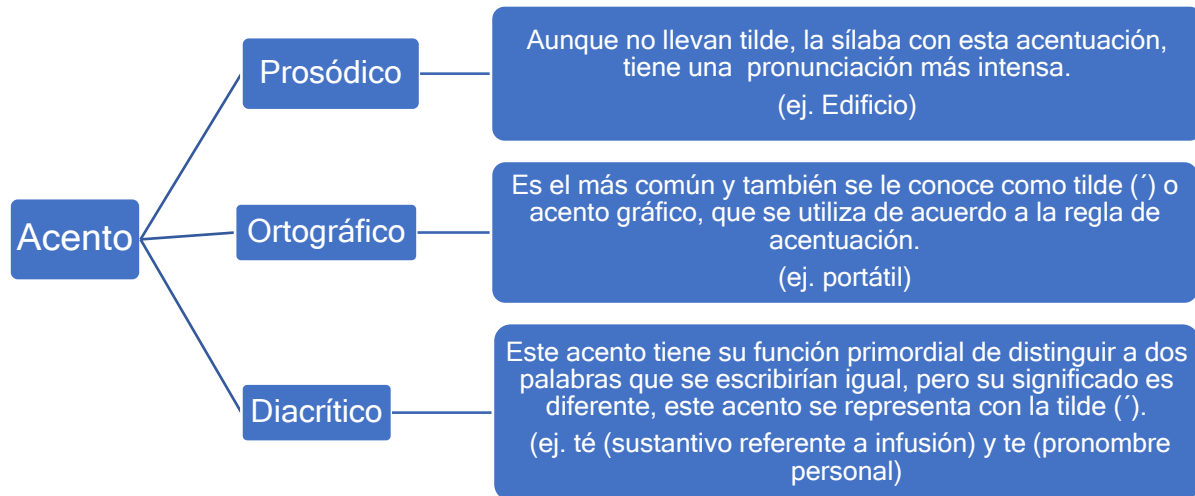 Acento
Prosódico
Aunque no llevan tilde, la sílaba con esta acentuación,
tiene una pronunciación más intensa.
(ej. Edificio)
Ortográfico
Es el más común y también se le conoce como tilde (´) o
acento gráfico, que se utiliza de acuerdo a la regla de
acentuación.
(ej. portátil)
Diacrítico
Este acento tiene su función primordial de distinguir a dos
palabras que se escribirían igual, pero su significado es
diferente, este acento se representa con la tilde (´).
(ej. té (sustantivo referente a infusión) y te (pronombre
personal)